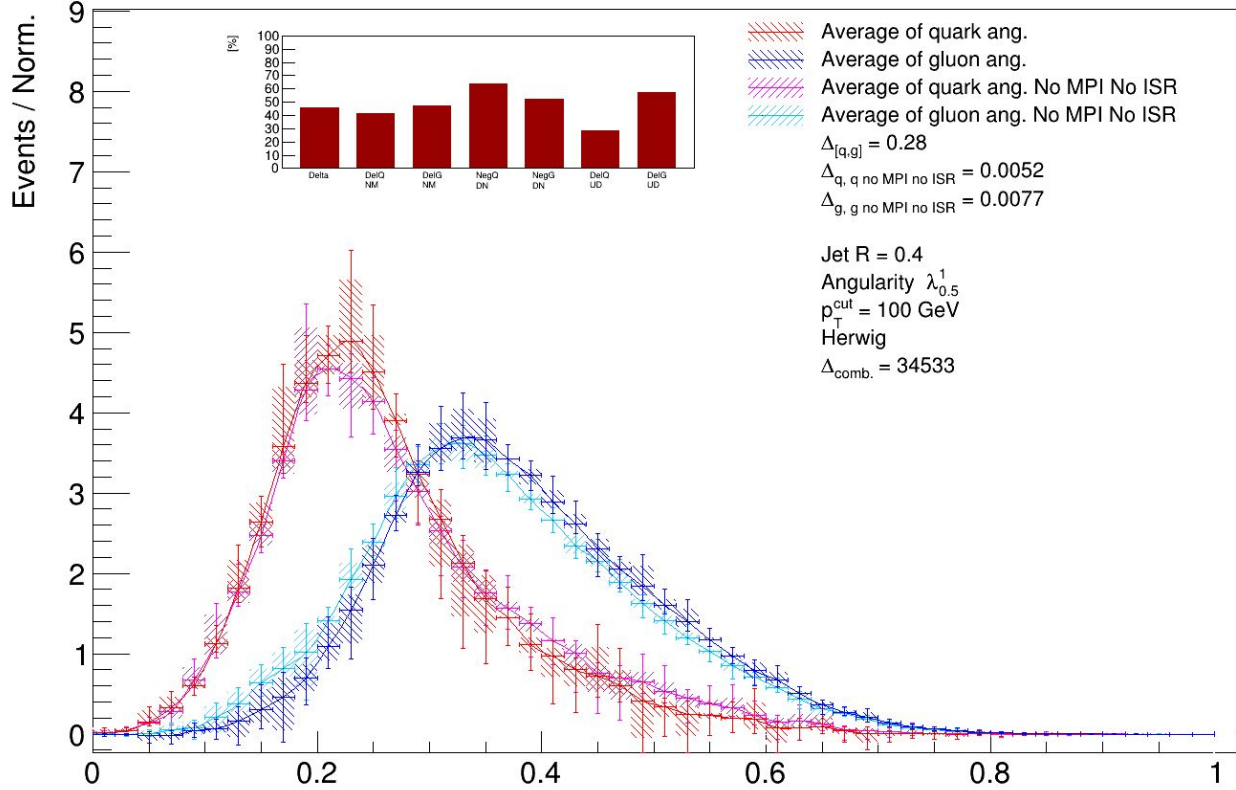 Events / Norm.
9
8
7
6
5
4
3
2
1
0
0 0.2 0.4 0.6 0.8 1
[%]
100
90
80
70
60
50
40
30
20
10
0
Delta DelQ DelG NegQ NegG DelQ DelG
NM NM DN DN UD UD
Average of quark ang.
Average of gluon ang.
Average of quark ang. No MPI No ISR
Average of gluon ang. No MPI No ISR
Δ[q,g] = 0.28
Δq, q no MPI no ISR = 0.0052
Δg, g no MPI no ISR = 0.0077
Jet R = 0.4
Angularity λ¹0.5
pTcut = 100 GeV
Herwig
Δcomb. = 34533